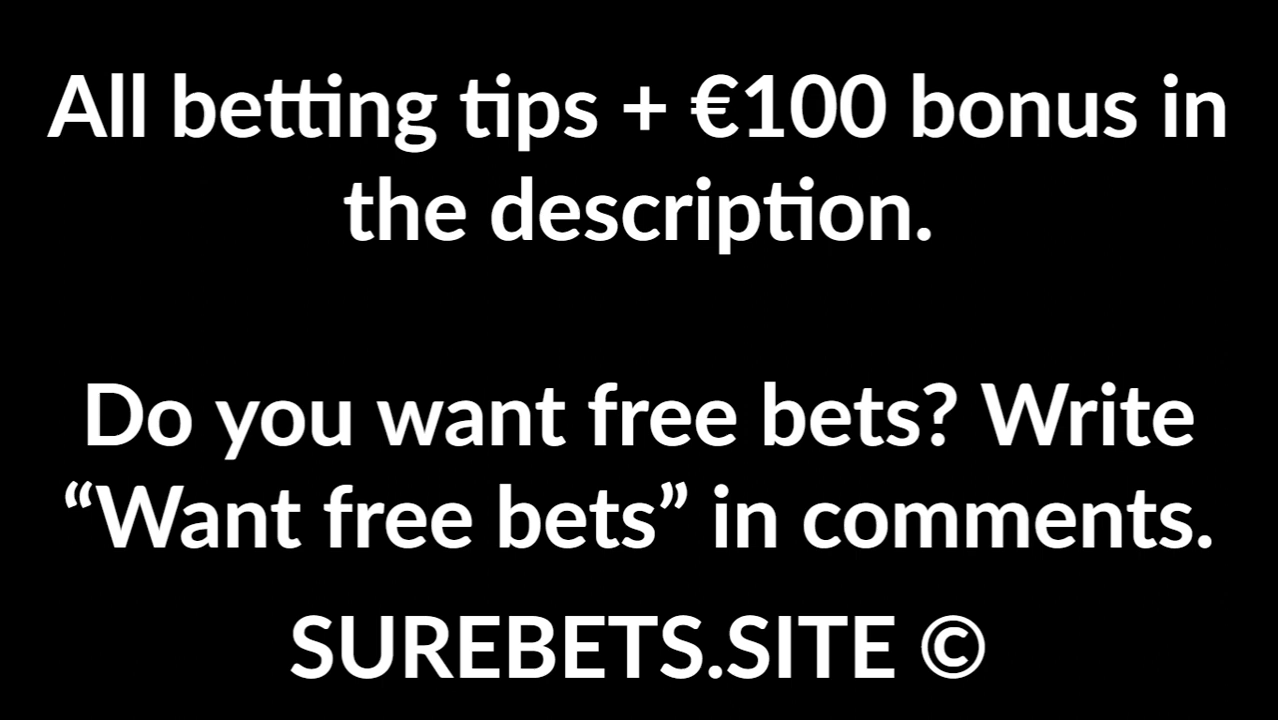 All betting tips + €100 bonus in
the description.
Do you want free bets? Write
“Want free bets” in comments.
SUREBETS.SITE ©